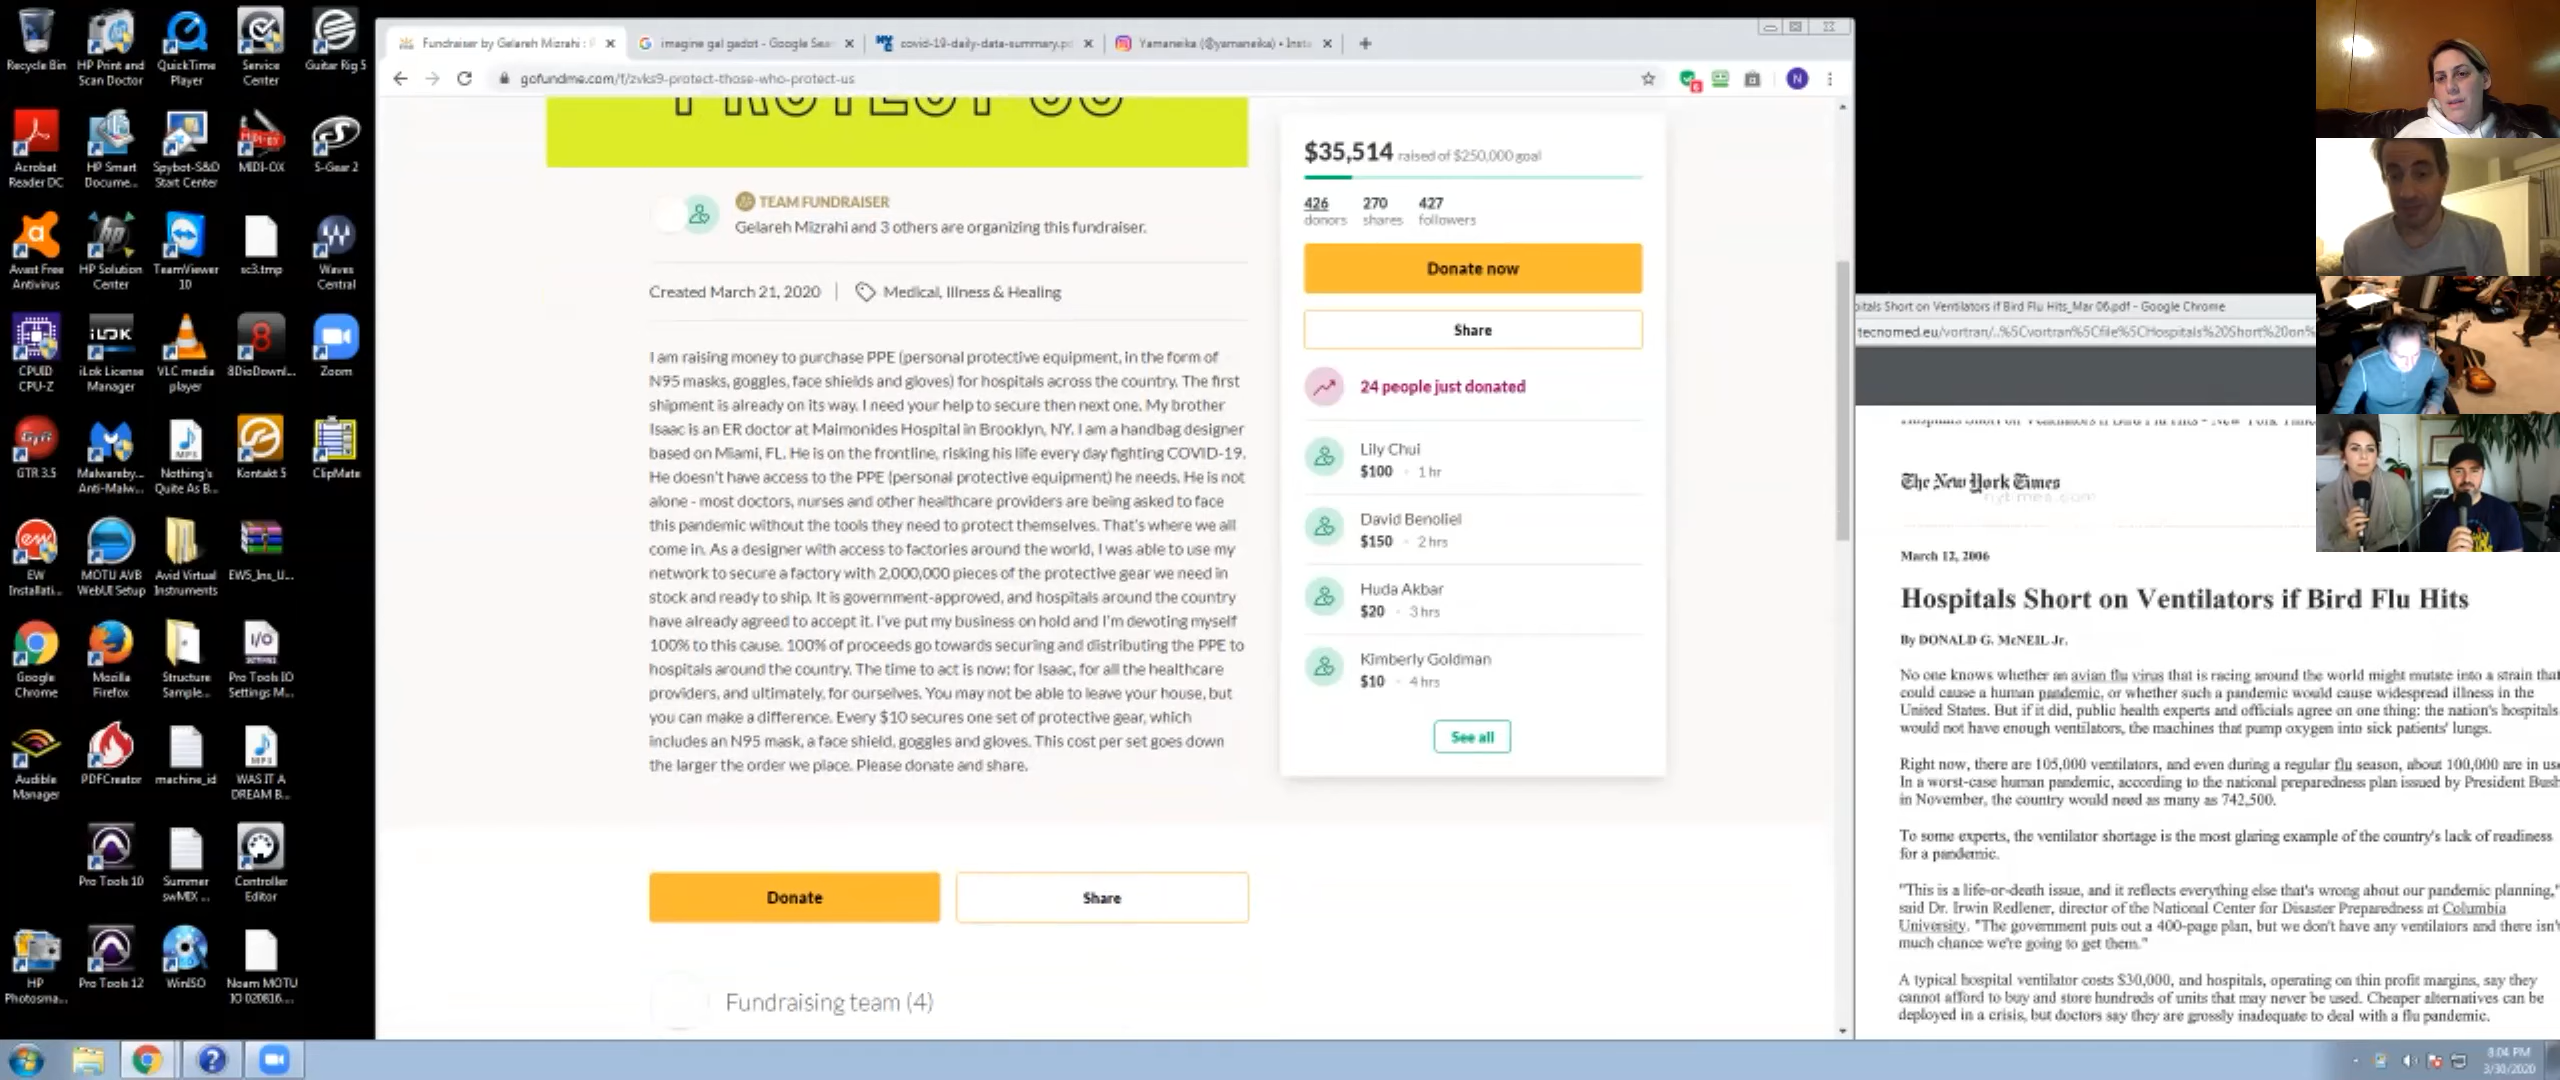 Recycle Bin
HP Print and Scan Doctor
QuickTime Player
Service Center
Guitar Rig 5
Acrobat Reader DC
HP Smart Docume...
Spybot-S&D Start Center
MIDI-OX
S-Gear 2
Avast Free Antivirus
HP Solution Center
TeamViewer 10
sc3.tmp
Waves Central
CPUID CPU-Z
iLok License Manager
VLC media player
8DioDownl...
Zoom
GTR 3.5
Malwareby... Anti-Malw...
Nothing's Quite As B...
Kontakt 5
ClipMate
EW Installati...
MOTU AVB WebUI Setup
Avid Virtual Instruments
EWS_Ins_U...
Google Chrome
Mozilla Firefox
Structure Sample...
Pro Tools IO Settings M...
Audible Manager
PDFCreator
machine_id
WAS IT A DREAM B...
Pro Tools 10
Summer swMIX ...
Controller Editor
HP Photosma...
Pro Tools 12
WinISO
Noam MOTU IO 020816....
Fundraiser by Gelareh Mizrahi :
imagine gal gadot - Google Sea
covid-19-daily-data-summary.p
Yamaneika (@yamaneika) • Inst
gofundme.com/f/zvks9-protect-those-who-protect-us
N
PROTECT US
TEAM FUNDRAISER
Gelareh Mizrahi and 3 others are organizing this fundraiser.
Created March 21, 2020
Medical, Illness & Healing
I am raising money to purchase PPE (personal protective equipment, in the form of
N95 masks, goggles, face shields and gloves) for hospitals across the country. The first
shipment is already on its way. I need your help to secure then next one. My brother
Isaac is an ER doctor at Maimonides Hospital in Brooklyn, NY. I am a handbag designer
based on Miami, FL. He is on the frontline, risking his life every day fighting COVID-19.
He doesn't have access to the PPE (personal protective equipment) he needs. He is not
alone - most doctors, nurses and other healthcare providers are being asked to face
this pandemic without the tools they need to protect themselves. That's where we all
come in. As a designer with access to factories around the world, I was able to use my
network to secure a factory with 2,000,000 pieces of the protective gear we need in
stock and ready to ship. It is government-approved, and hospitals around the country
have already agreed to accept it. I've put my business on hold and I'm devoting myself
100% to this cause. 100% of proceeds go towards securing and distributing the PPE to
hospitals around the country. The time to act is now: for Isaac, for all the healthcare
providers, and ultimately, for ourselves. You may not be able to leave your house, but
you can make a difference. Every $10 secures one set of protective gear, which
includes an N95 mask, a face shield, goggles and gloves. This cost per set goes down
the larger the order we place. Please donate and share.
Donate
Share
Fundraising team (4)
$35,514 raised of $250,000 goal
426 donors
270 shares
427 followers
Donate now
Share
24 people just donated
Lily Chui
$100 • 1 hr
David Benoliel
$150 • 2 hrs
Huda Akbar
$20 • 3 hrs
Kimberly Goldman
$10 • 4 hrs
See all
pitals Short on Ventilators if Bird Flu Hits_Mar 06.pdf - Google Chrome
tecnomed.eu/vortran/..%5Cvortran%5Cfile%5CHospitals%20Short%20on%
The New York Times
nytimes.com
March 12, 2006
Hospitals Short on Ventilators if Bird Flu Hits
By DONALD G. McNEIL Jr.
No one knows whether an avian flu virus that is racing around the world might mutate into a strain that
could cause a human pandemic, or whether such a pandemic would cause widespread illness in the
United States. But if it did, public health experts and officials agree on one thing: the nation's hospitals
would not have enough ventilators, the machines that pump oxygen into sick patients' lungs.
Right now, there are 105,000 ventilators, and even during a regular flu season, about 100,000 are in use
In a worst-case human pandemic, according to the national preparedness plan issued by President Bush
in November, the country would need as many as 742,500.
To some experts, the ventilator shortage is the most glaring example of the country's lack of readiness
for a pandemic.
"This is a life-or-death issue, and it reflects everything else that's wrong about our pandemic planning,"
said Dr. Irwin Redlener, director of the National Center for Disaster Preparedness at Columbia
University. "The government puts out a 400-page plan, but we don't have any ventilators and there isn't
much chance we're going to get them."
A typical hospital ventilator costs $30,000, and hospitals, operating on thin profit margins, say they
cannot afford to buy and store hundreds of units that may never be used. Cheaper alternatives can be
deployed in a crisis, but doctors say they are grossly inadequate to deal with a flu pandemic.
8:04 PM
3/30/2020